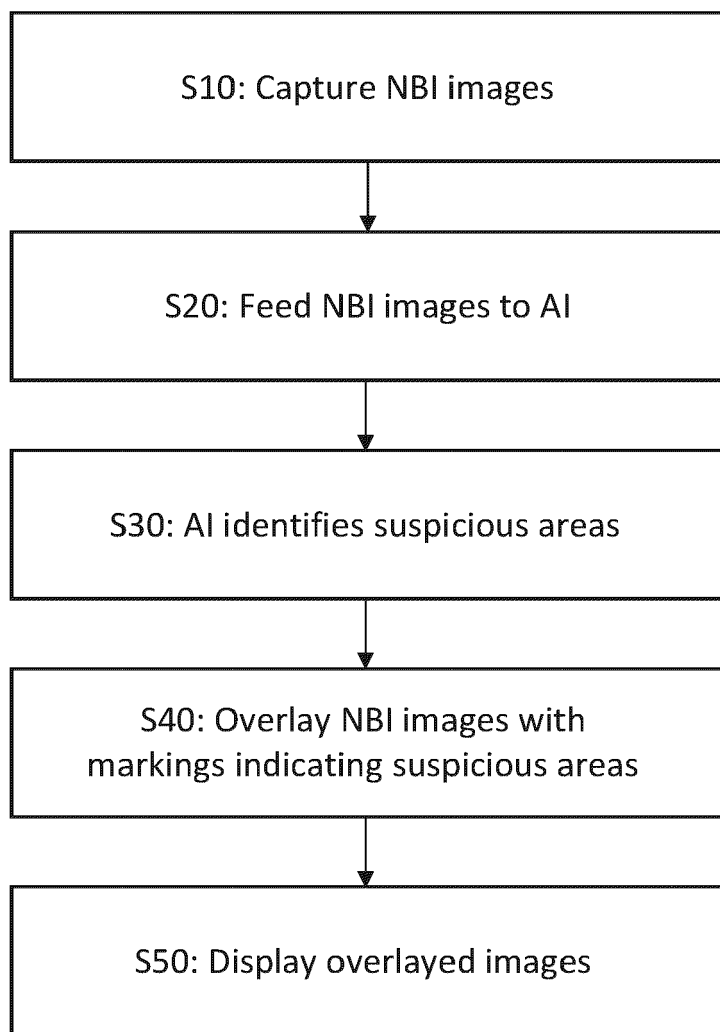 S10: Capture NBI images
S20: Feed NBI images to AI
S30: AI identifies suspicious areas
S40: Overlay NBI images with
markings indicating suspicious areas
S50: Display overlayed images